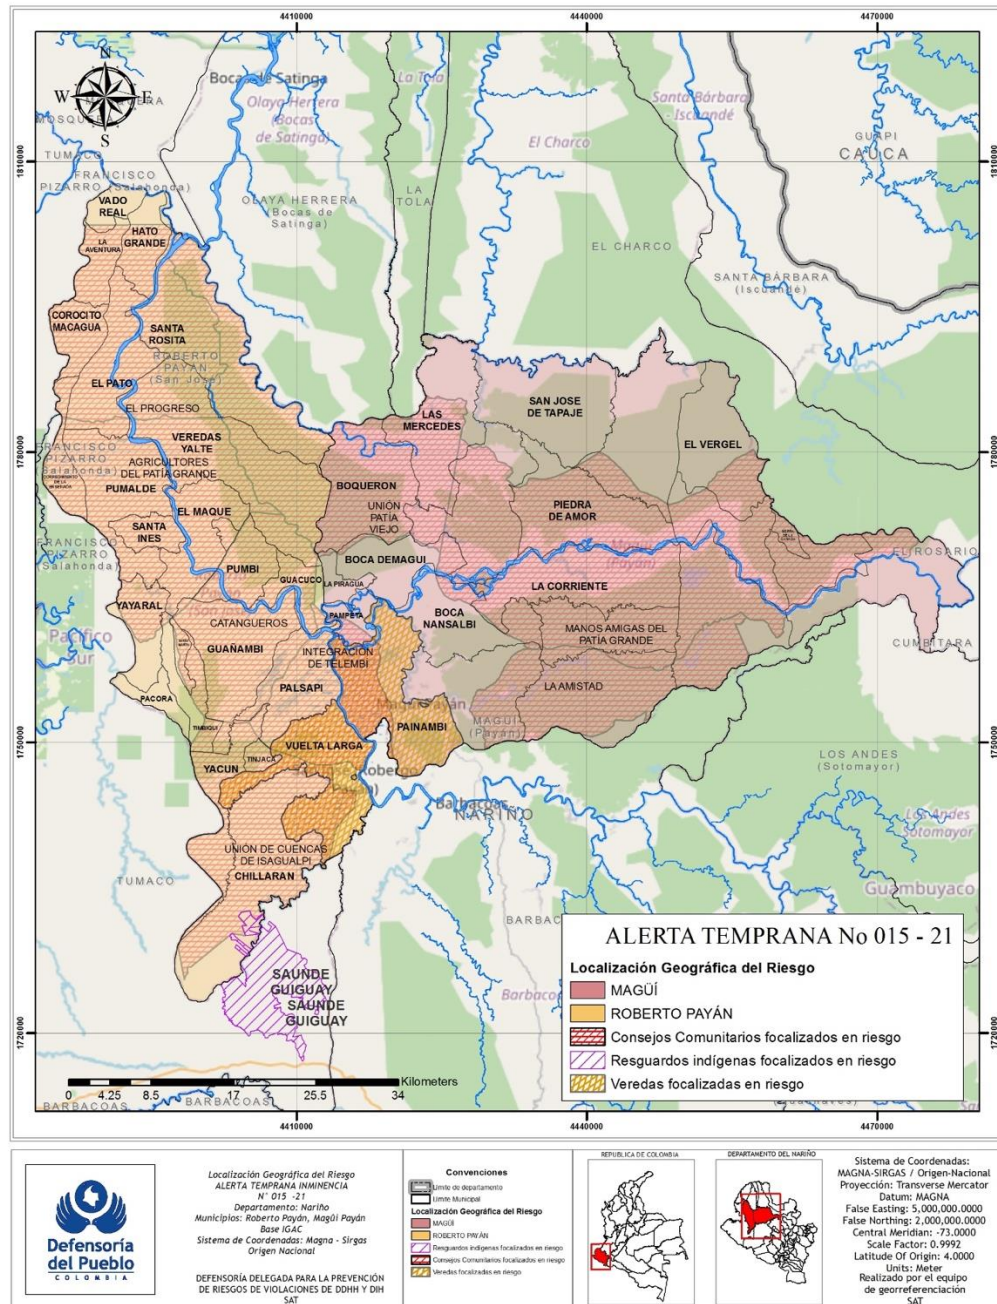 4410000
4440000
4470000
N
W
E
S
Bocas de Satinga
Olaya Herrera
(Bocas
de Satinga)
La Tola
Santa Bárbara
- Iscuandé
El Charco
MOSQUERA
TUMACO
FRANCISCO
PIZARRO (Salahonda)
GUAPI
CAUCA
1810000
1810000
VADO
REAL
OLAYA HERRERA
(Bocas de
Satinga)
LA
TOLA
HATO
GRANDE
LA
AVENTURA
EL CHARCO
SANTA BÁRBARA
(Iscuandé)
COROCITO
MACAGUA
SANTA
ROSITA
ROBERTO
PAYÁN
(San José)
EL PATO
EL PROGRESO
LAS
MERCEDES
SAN JOSE
DE TAPAJE
VEREDAS
YALTE
EL VERGEL
1780000
1780000
FRANCISCO
PIZARRO
(Salahonda)
AGRICULTORES
DEL PATÍA GRANDE
PUMALDE
BOQUERON
EL MAQUE
UNIÓN
PATÍA
VIEJO
PIEDRA
DE AMOR
SANTA
INES
FRANCISCO
PIZARRO
(Salahonda)
BOCA DEMAGUI
(Payán)
EL ROSARIO
PUMBI
GUACUCO
LA PIRAGUA
LA CORRIENTE
YAYARAL
PAMPETA
BOCA
NANSALBI
CATANGUEROS
MANOS AMIGAS DEL
PATÍA GRANDE
Pacífico
Sur
GUAÑAMBI
INTEGRACIÓN
DE TELEMBÍ
CUMBITARA
PALSAPI
LA AMISTAD
PACORA
TIMBIQUI
PAINAMBI
MAGUI
(Payán)
1750000
1750000
VUELTA LARGA
TINJACA
YACUN
LOS ANDES
(Sotomayor)
Barbacoas
NARIÑO
Los Andes
Sotomayor
UNIÓN DE CUENCAS
DE ISAGUALPI
CHILLARAN
TUMACO
Guambuyaco
SAUNDE
GUIGUAY
SAUNDE
GUIGUAY
1720000
1720000
ALERTA TEMPRANA No 015 - 21
Localización Geográfica del Riesgo
MAGÜÍ
ROBERTO PAYÁN
Consejos Comunitarios focalizados en riesgo
Resguardos indígenas focalizados en riesgo
Veredas focalizadas en riesgo
Kilometers
0 4.25 8.5 17 25.5 34
BARBACOAS
BARBACOAS
4410000
4440000
4470000
Defensoría
del Pueblo
COLOMBIA
Localización Geográfica del Riesgo
ALERTA TEMPRANA INMINENCIA
N° 015 -21
Departamento: Nariño
Municipios: Roberto Payán, Magüi Payán
Base IGAC
Sistema de Coordenadas: Magna - Sirgas
Origen Nacional
DEFENSORÍA DELEGADA PARA LA PREVENCIÓN
DE RIESGOS DE VIOLACIONES DE DDHH Y DIH
SAT
Convenciones
Límite de departamento
Límite Municipal
Localización Geográfica del Riesgo
MAGÜÍ
ROBERTO PAYÁN
Resguardos indígenas focalizados en riesgo
Consejos Comunitarios focalizados en riesgo
Veredas focalizadas en riesgo
REPUBLICA DE COLOMBIA
DEPARTAMENTO DEL NARIÑO
Sistema de Coordenadas:
MAGNA-SIRGAS / Origen-Nacional
Proyección: Transverse Mercator
Datum: MAGNA
False Easting: 5,000,000.0000
False Northing: 2,000,000.0000
Central Meridian: -73.0000
Scale Factor: 0.9992
Latitude Of Origin: 4.0000
Units: Meter
Realizado por el equipo
de georreferenciación
SAT